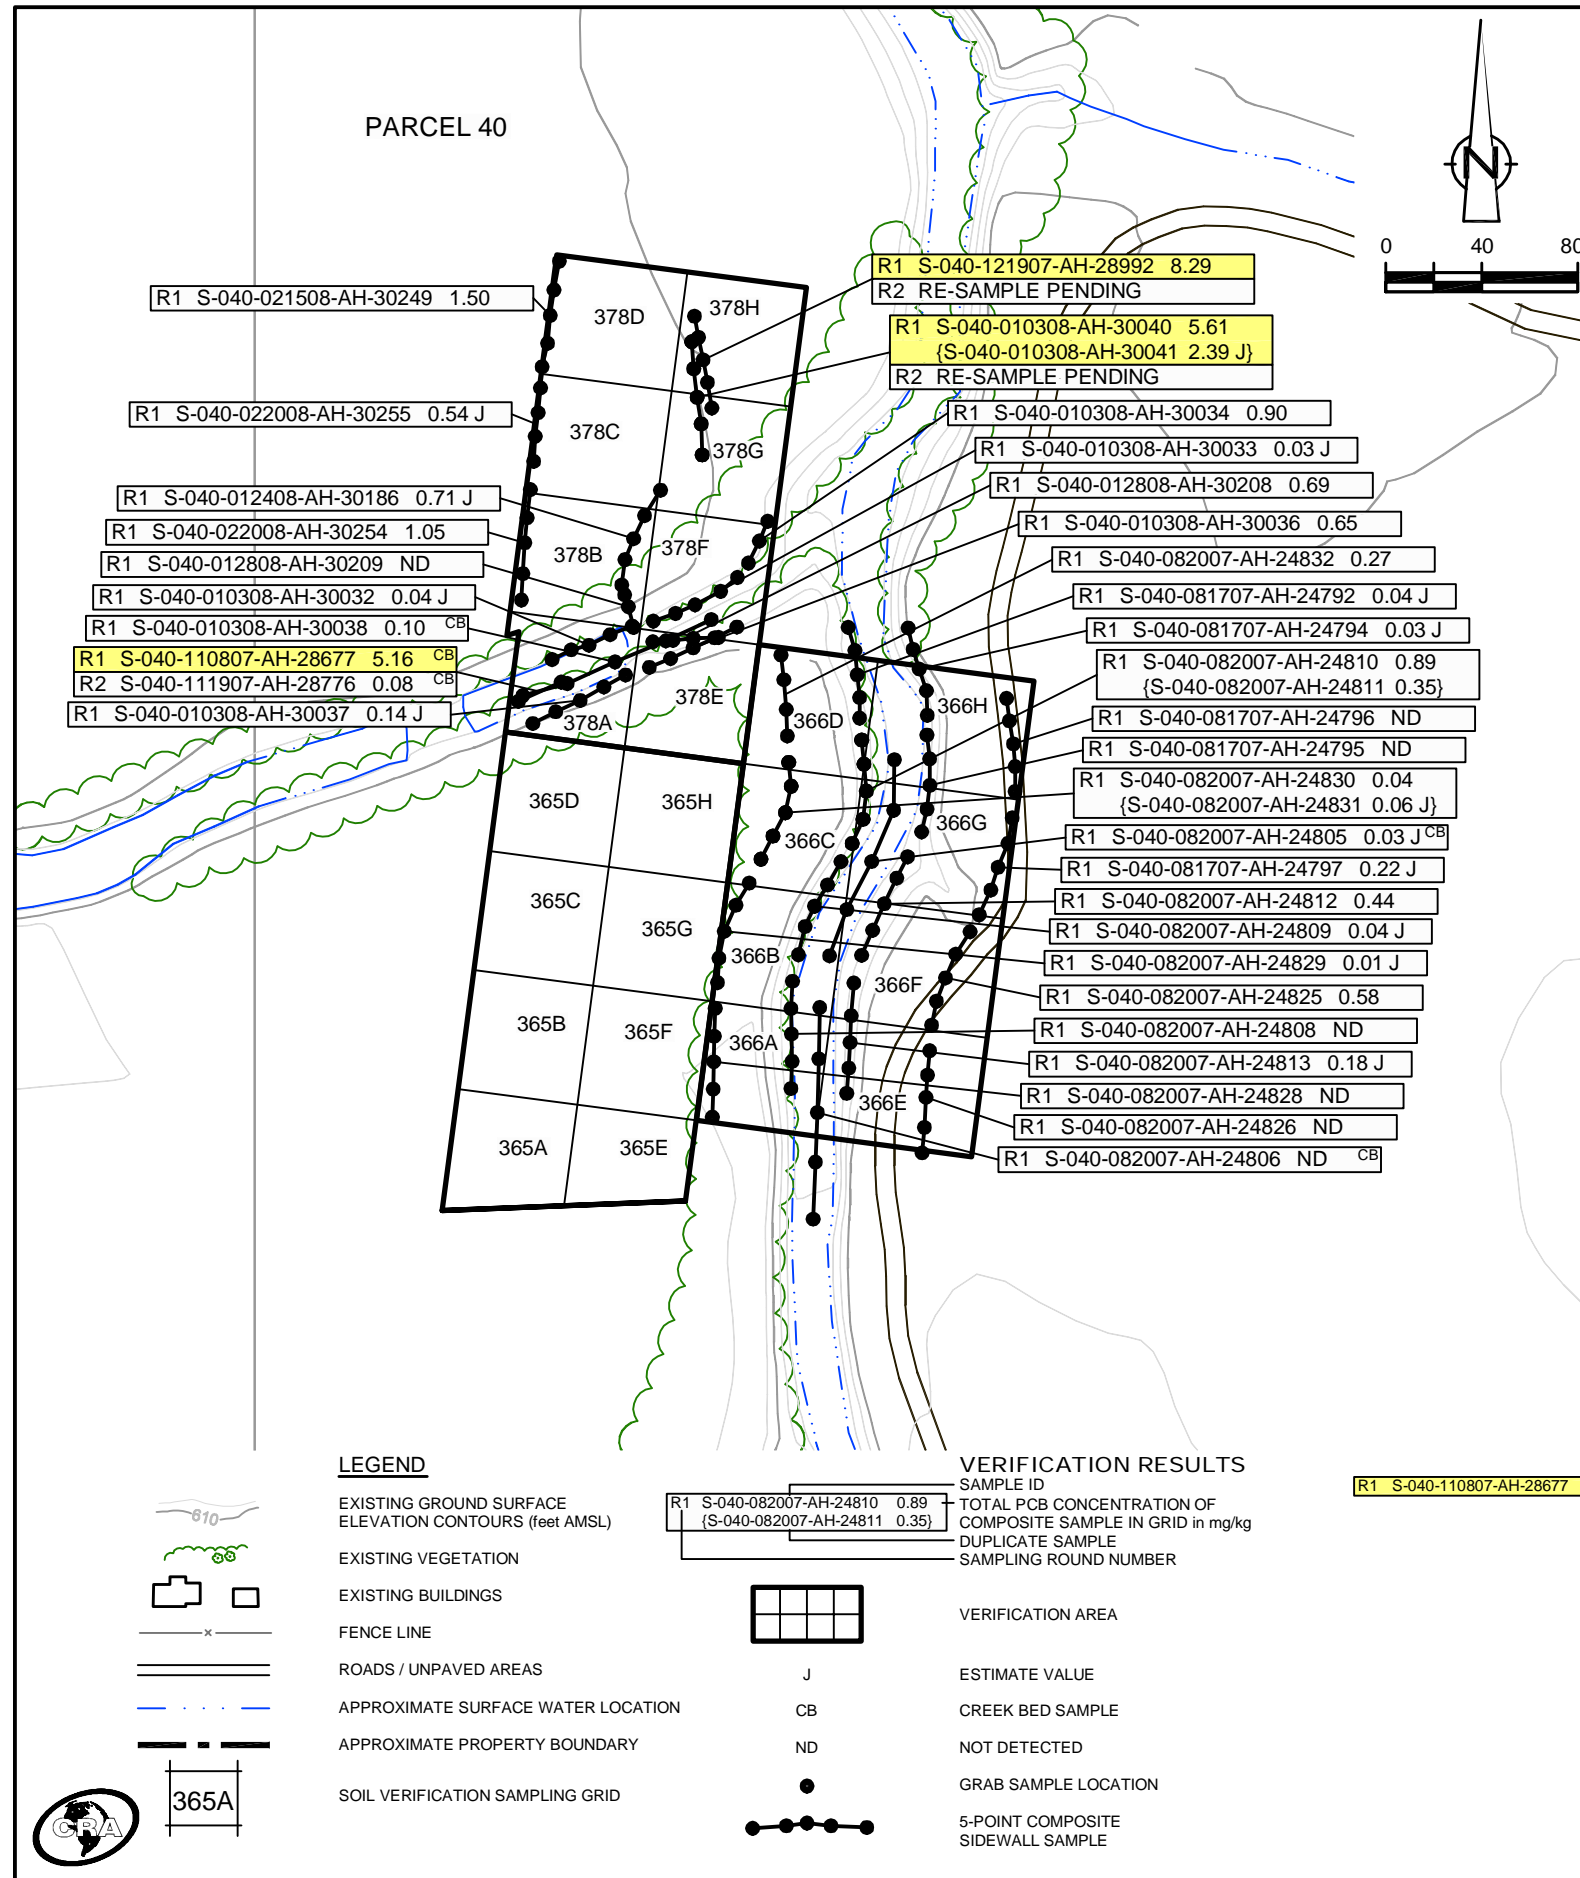 PARCEL 40
N
0 40 80
R1 S-040-021508-AH-30249 1.50
R1 S-040-022008-AH-30255 0.54 J
R1 S-040-012408-AH-30186 0.71 J
R1 S-040-022008-AH-30254 1.05
R1 S-040-012808-AH-30209 ND
R1 S-040-010308-AH-30032 0.04 J
R1 S-040-010308-AH-30038 0.10 CB
R1 S-040-110807-AH-28677 5.16 CB
R2 S-040-111907-AH-28776 0.08 CB
R1 S-040-010308-AH-30037 0.14 J
R1 S-040-121907-AH-28992 8.29
R2 RE-SAMPLE PENDING
R1 S-040-010308-AH-30040 5.61
{S-040-010308-AH-30041 2.39 J}
R2 RE-SAMPLE PENDING
R1 S-040-010308-AH-30034 0.90
R1 S-040-010308-AH-30033 0.03 J
R1 S-040-012808-AH-30208 0.69
R1 S-040-010308-AH-30036 0.65
R1 S-040-082007-AH-24832 0.27
R1 S-040-081707-AH-24792 0.04 J
R1 S-040-081707-AH-24794 0.03 J
R1 S-040-082007-AH-24810 0.89
{S-040-082007-AH-24811 0.35}
R1 S-040-081707-AH-24796 ND
R1 S-040-081707-AH-24795 ND
R1 S-040-082007-AH-24830 0.04
{S-040-082007-AH-24831 0.06 J}
R1 S-040-082007-AH-24805 0.03 J CB
R1 S-040-081707-AH-24797 0.22 J
R1 S-040-082007-AH-24812 0.44
R1 S-040-082007-AH-24809 0.04 J
R1 S-040-082007-AH-24829 0.01 J
R1 S-040-082007-AH-24825 0.58
R1 S-040-082007-AH-24808 ND
R1 S-040-082007-AH-24813 0.18 J
R1 S-040-082007-AH-24828 ND
R1 S-040-082007-AH-24826 ND
R1 S-040-082007-AH-24806 ND CB
378D
378H
378C
378G
378B
378F
378A
378E
366D
366H
366C
366G
366B
366F
366A
366E
365D
365H
365C
365G
365B
365F
365A
365E
LEGEND
610
EXISTING GROUND SURFACE
ELEVATION CONTOURS (feet AMSL)
EXISTING VEGETATION
EXISTING BUILDINGS
x
FENCE LINE
ROADS / UNPAVED AREAS
APPROXIMATE SURFACE WATER LOCATION
APPROXIMATE PROPERTY BOUNDARY
365A
SOIL VERIFICATION SAMPLING GRID
CRA
VERIFICATION RESULTS
R1 S-040-082007-AH-24810 0.89
{S-040-082007-AH-24811 0.35}
SAMPLE ID
TOTAL PCB CONCENTRATION OF
COMPOSITE SAMPLE IN GRID in mg/kg
DUPLICATE SAMPLE
SAMPLING ROUND NUMBER
R1 S-040-110807-AH-28677
VERIFICATION AREA
J ESTIMATE VALUE
CB CREEK BED SAMPLE
ND NOT DETECTED
GRAB SAMPLE LOCATION
5-POINT COMPOSITE
SIDEWALL SAMPLE